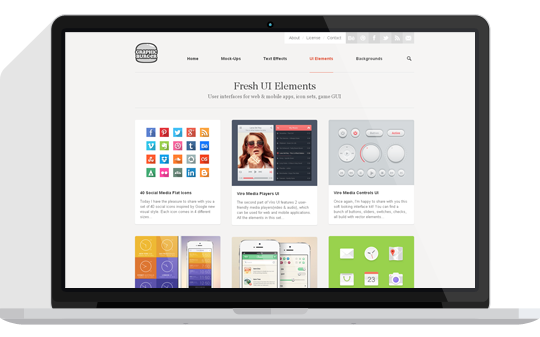 About License Contact
GRAPHIC
BURGER
Home Mock-Ups Text Effects UI Elements Backgrounds
Fresh UI Elements
User interfaces for web & mobile apps, icon sets, game GUI
40 Social Media Flat Icons
Today I have the pleasure to share with you a
set of 40 social icons inspired by Google new
visual style. Each icon comes in 4 different
Vire Media Players UI
The second part of Vire UI features 2 user
friendly media players(video & audio), which
can be used for web and mobile applications.
All the elements in this set...
Vire Media Controls UI
Once again, I'm happy to share with you this
soft looking interface kit! You can find a
bunch of buttons, sliders, switches, checks,
all build with vector elements...
23